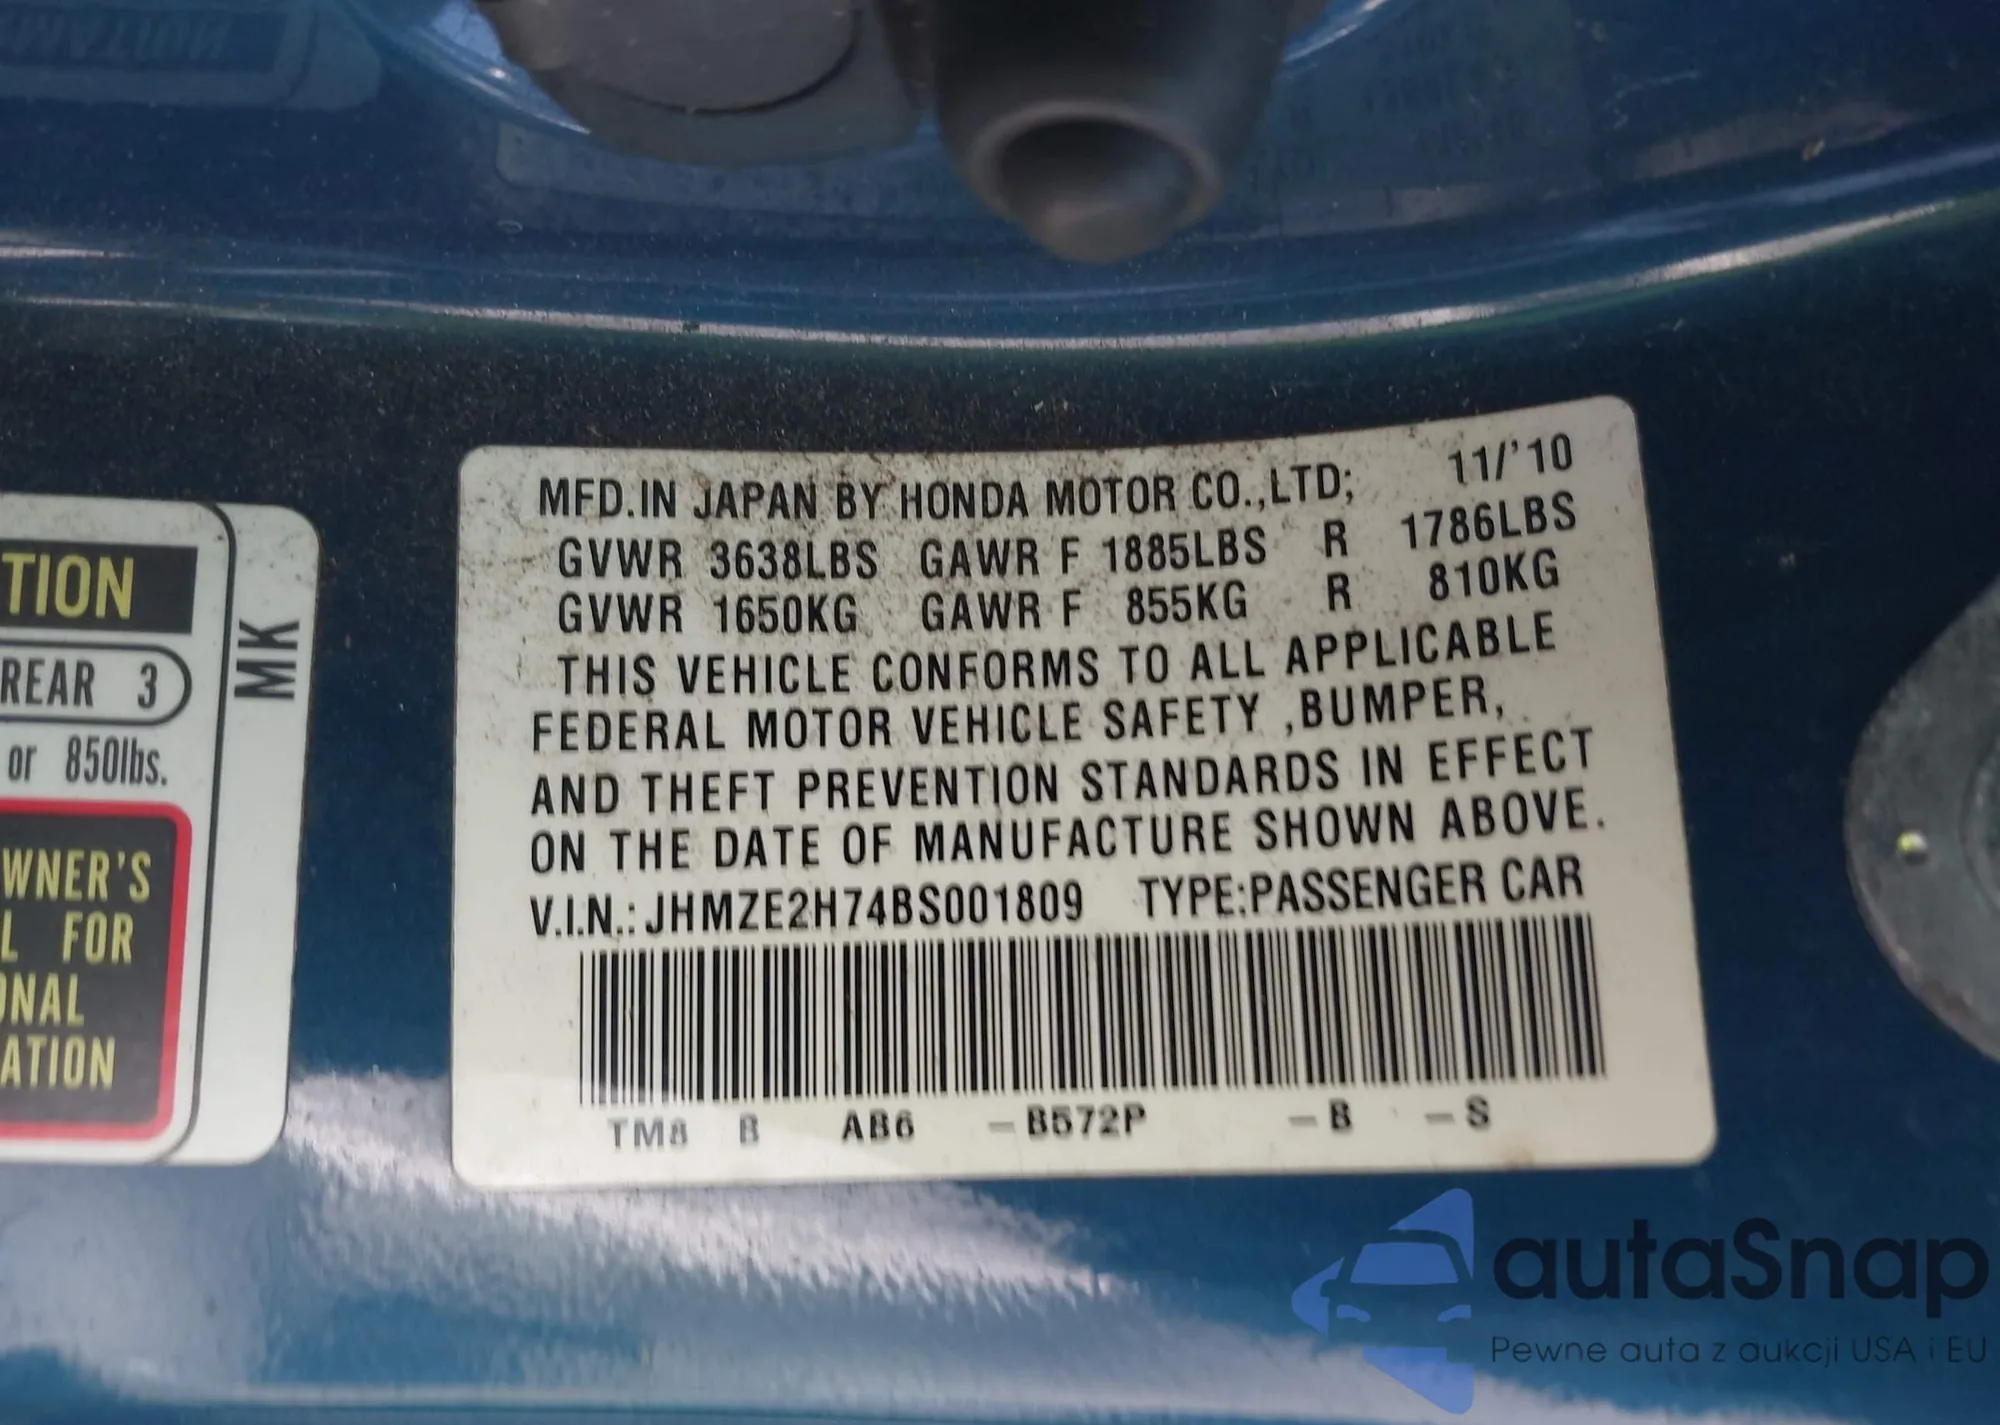 TION
REAR 3
or 850lbs.
WNER'S
L FOR
ONAL
ATION
MK
MFD.IN JAPAN BY HONDA MOTOR CO.,LTD; 11/'10
GVWR 3638LBS GAWR F 1885LBS R 1786LBS
GVWR 1650KG GAWR F 855KG R 810KG
THIS VEHICLE CONFORMS TO ALL APPLICABLE
FEDERAL MOTOR VEHICLE SAFETY ,BUMPER,
AND THEFT PREVENTION STANDARDS IN EFFECT
ON THE DATE OF MANUFACTURE SHOWN ABOVE.
V.I.N.: JHMZE2H74BS001809 TYPE:PASSENGER CAR
TM8 B AB6 -B572P -B -S
autaSnap
Pewne auta z aukcji USA i EU